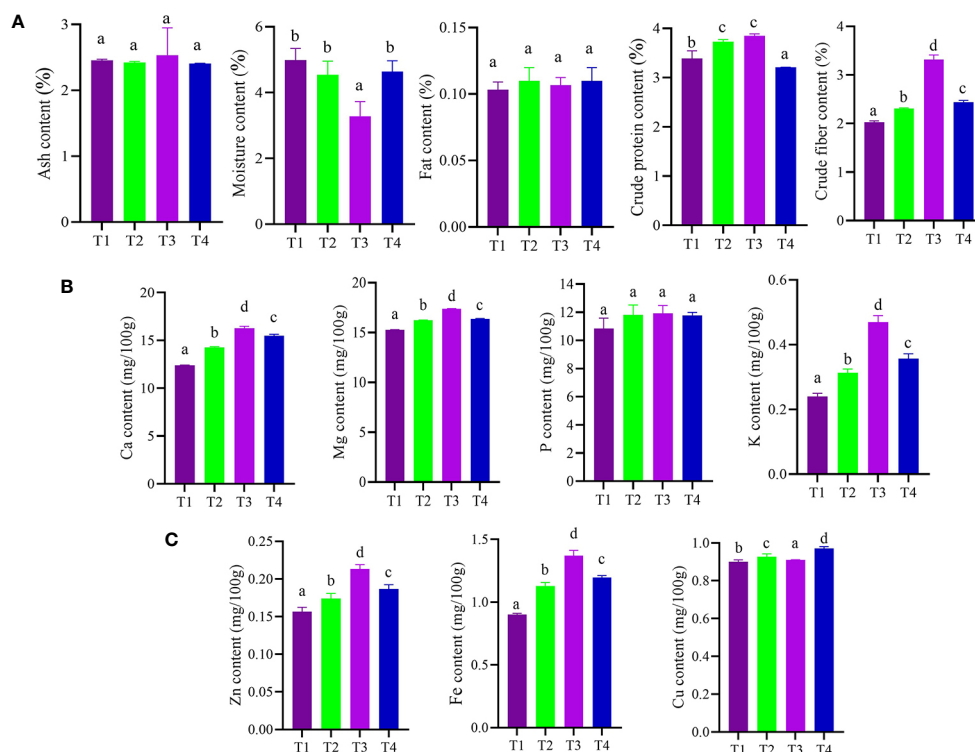 A
Ash content (%)
3
2
1
0
a a a a
T1 T2 T3 T4
Moisture content (%)
6
4
2
0
b b a b
T1 T2 T3 T4
Fat content (%)
0.15
0.10
0.05
0.00
a a a a
T1 T2 T3 T4
Crude protein content (%)
4
3
2
1
0
b c c a
T1 T2 T3 T4
Crude fiber content (%)
4
3
2
1
0
a b d c
T1 T2 T3 T4
B
Ca content (mg/100g)
20
15
10
5
0
a b d c
T1 T2 T3 T4
Mg content (mg/100g)
20
15
10
5
0
a b d c
T1 T2 T3 T4
P content (mg/100g)
14
12
10
8
6
4
2
0
a a a a
T1 T2 T3 T4
K content (mg/100g)
0.6
0.4
0.2
0.0
a b d c
T1 T2 T3 T4
C
Zn content (mg/100g)
0.25
0.20
0.15
0.10
0.05
0.00
a b d c
T1 T2 T3 T4
Fe content (mg/100g)
1.5
1.0
0.5
0.0
a b d c
T1 T2 T3 T4
Cu content (mg/100g)
1.0
0.8
0.6
0.4
0.2
0.0
b c a d
T1 T2 T3 T4